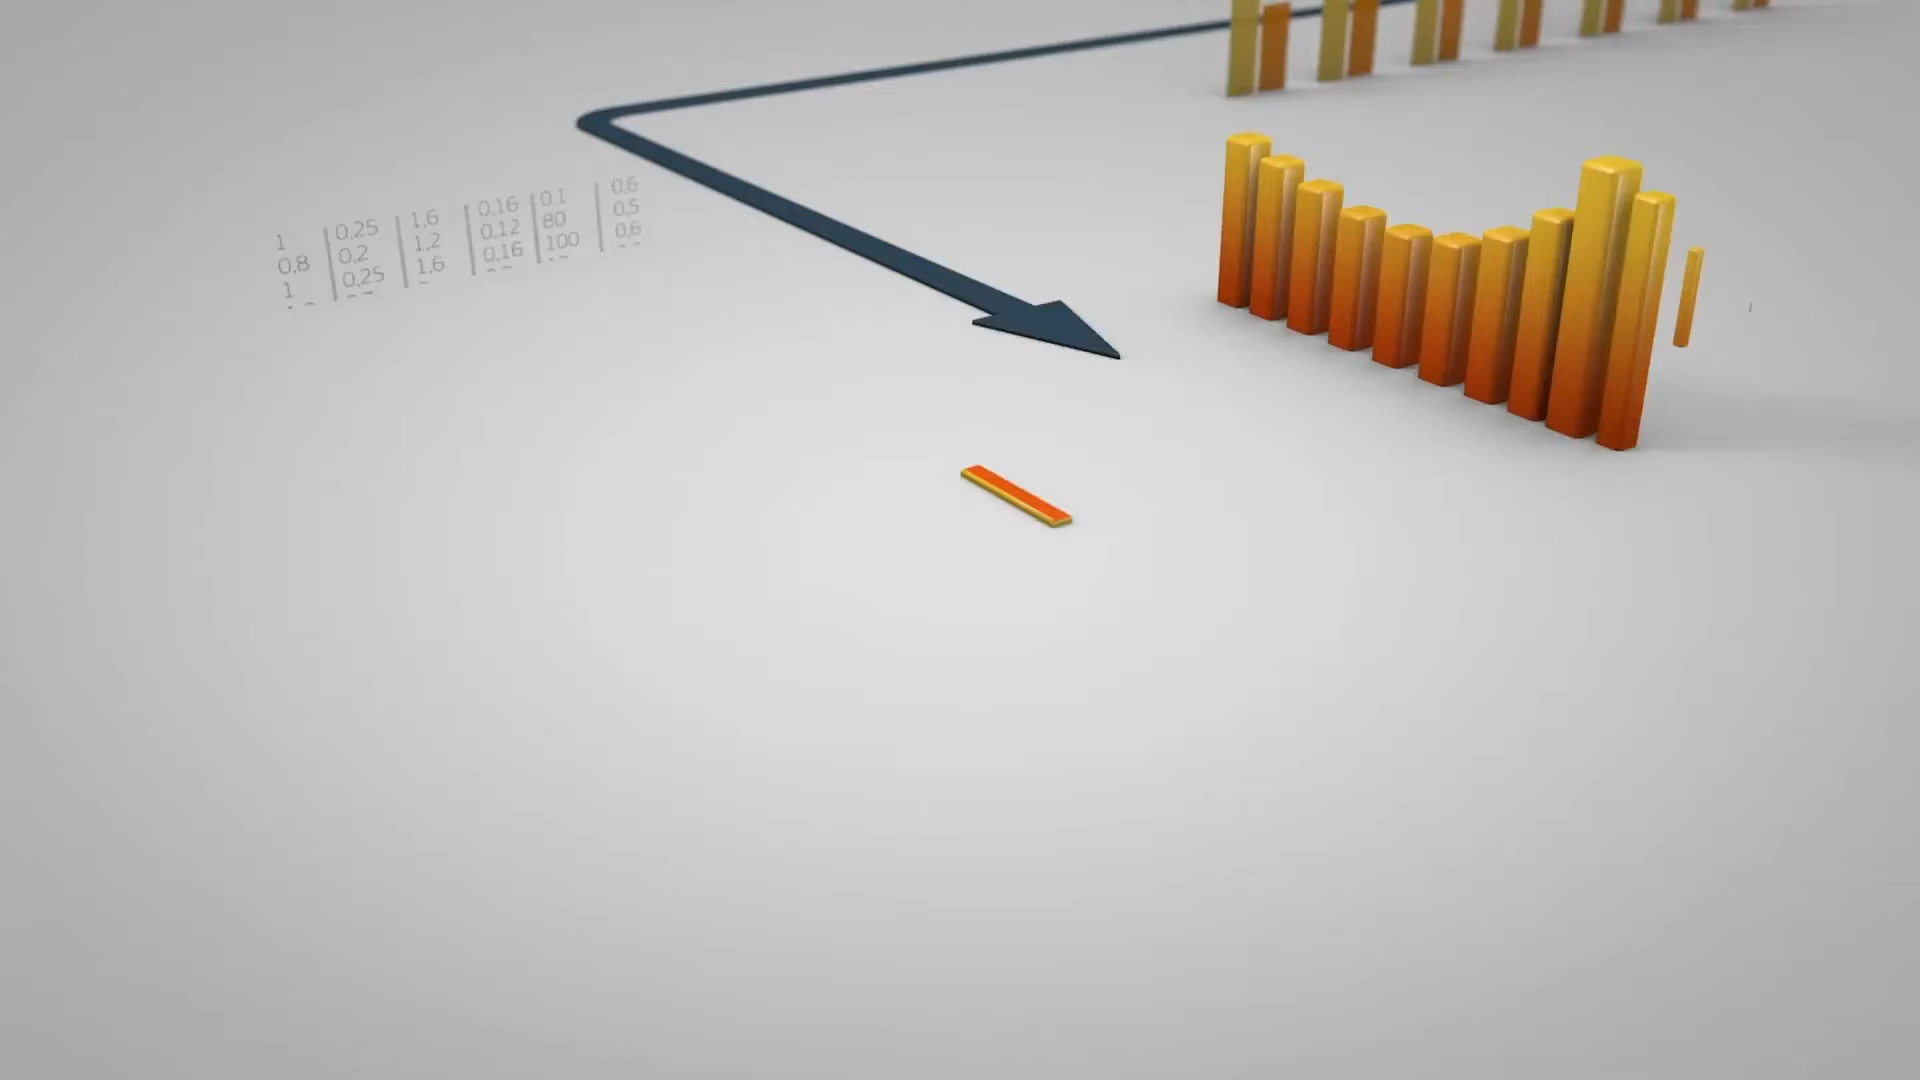 1 | 0,25 | 1,6 | 0,16 | 0,1 | 0,6
0,8 | 0,2 | 1,2 | 0,12 | 80 | 0,5
1 | 0,25 | 1,6 | 0,16 | 100 | 0,6